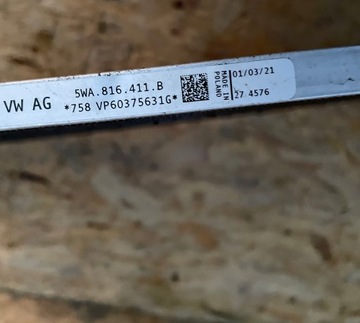 VW AG
5WA.816.411.B
*758 VP60375631G*
MADE IN
POLAND
01/03/21
27 4576